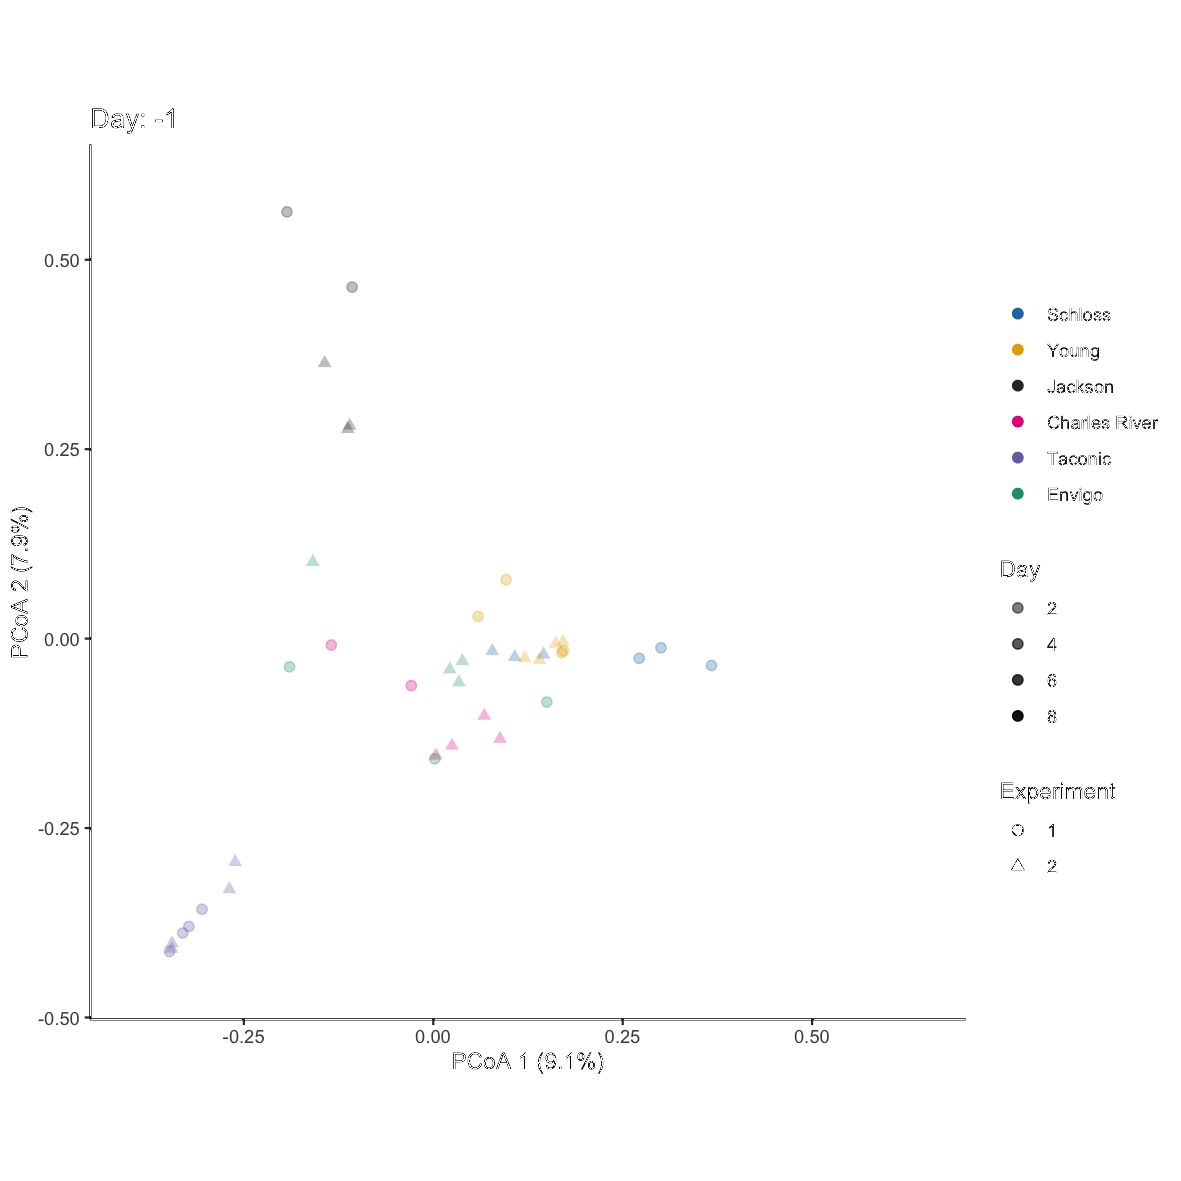 Day: -1
0.50
0.25
0.00
-0.25
-0.50
PCoA 2 (7.9%)
-0.25
0.00
0.25
0.50
PCoA 1 (9.1%)
Schloss
Young
Jackson
Charles River
Taconic
Envigo
Day
2
4
6
8
Experiment
1
2